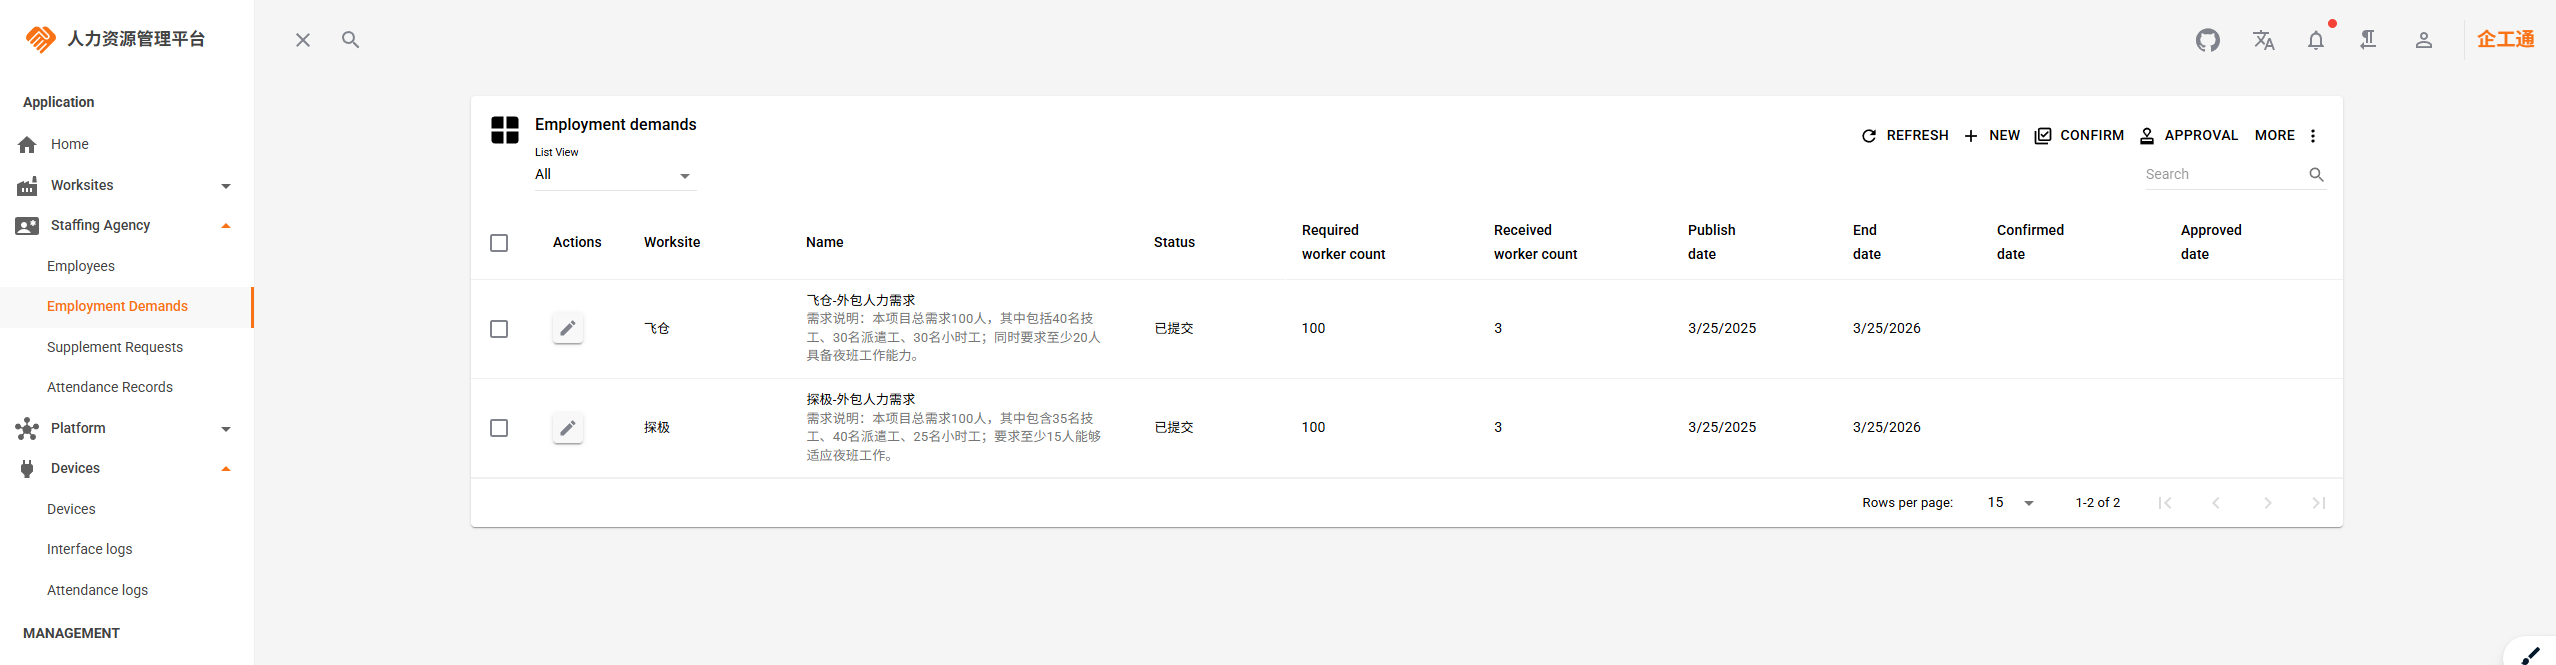 人力资源管理平台
企工通
Application
Home
Worksites
Staffing Agency
Employees
Employment Demands
Supplement Requests
Attendance Records
Platform
Devices
Devices
Interface logs
Attendance logs
MANAGEMENT
Employment demands
List View
All
REFRESH NEW CONFIRM APPROVAL MORE
Search
Actions Worksite Name Status Required worker count Received worker count Publish date End date Confirmed date Approved date
飞仓-外包人力需求
需求说明：本项目总需求100人，其中包括40名技
工、30名派遣工、30名小时工；同时要求至少20人
具备夜班工作能力。
飞仓 已提交 100 3 3/25/2025 3/25/2026
探极-外包人力需求
需求说明：本项目总需求100人，其中包含35名技
工、40名派遣工、25名小时工；要求至少15人能够
适应夜班工作。
探极 已提交 100 3 3/25/2025 3/25/2026
Rows per page: 15 1-2 of 2